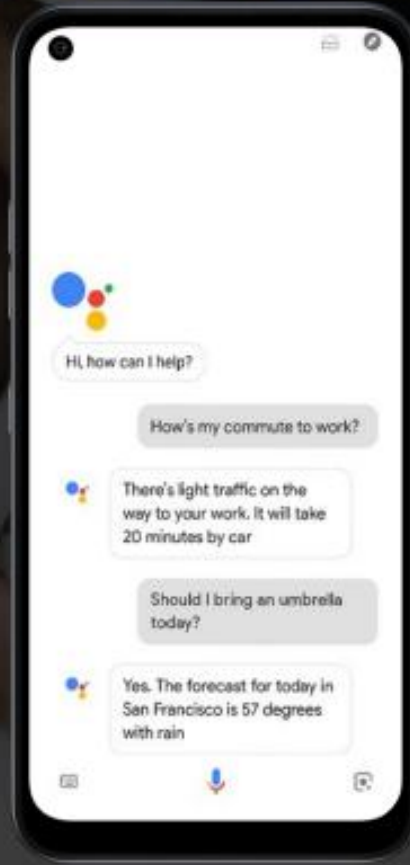 Hi, how can I help?
How's my commute to work?
There's light traffic on the
way to your work. It will take
20 minutes by car
Should I bring an umbrella
today?
Yes. The forecast for today in
San Francisco is 57 degrees
with rain